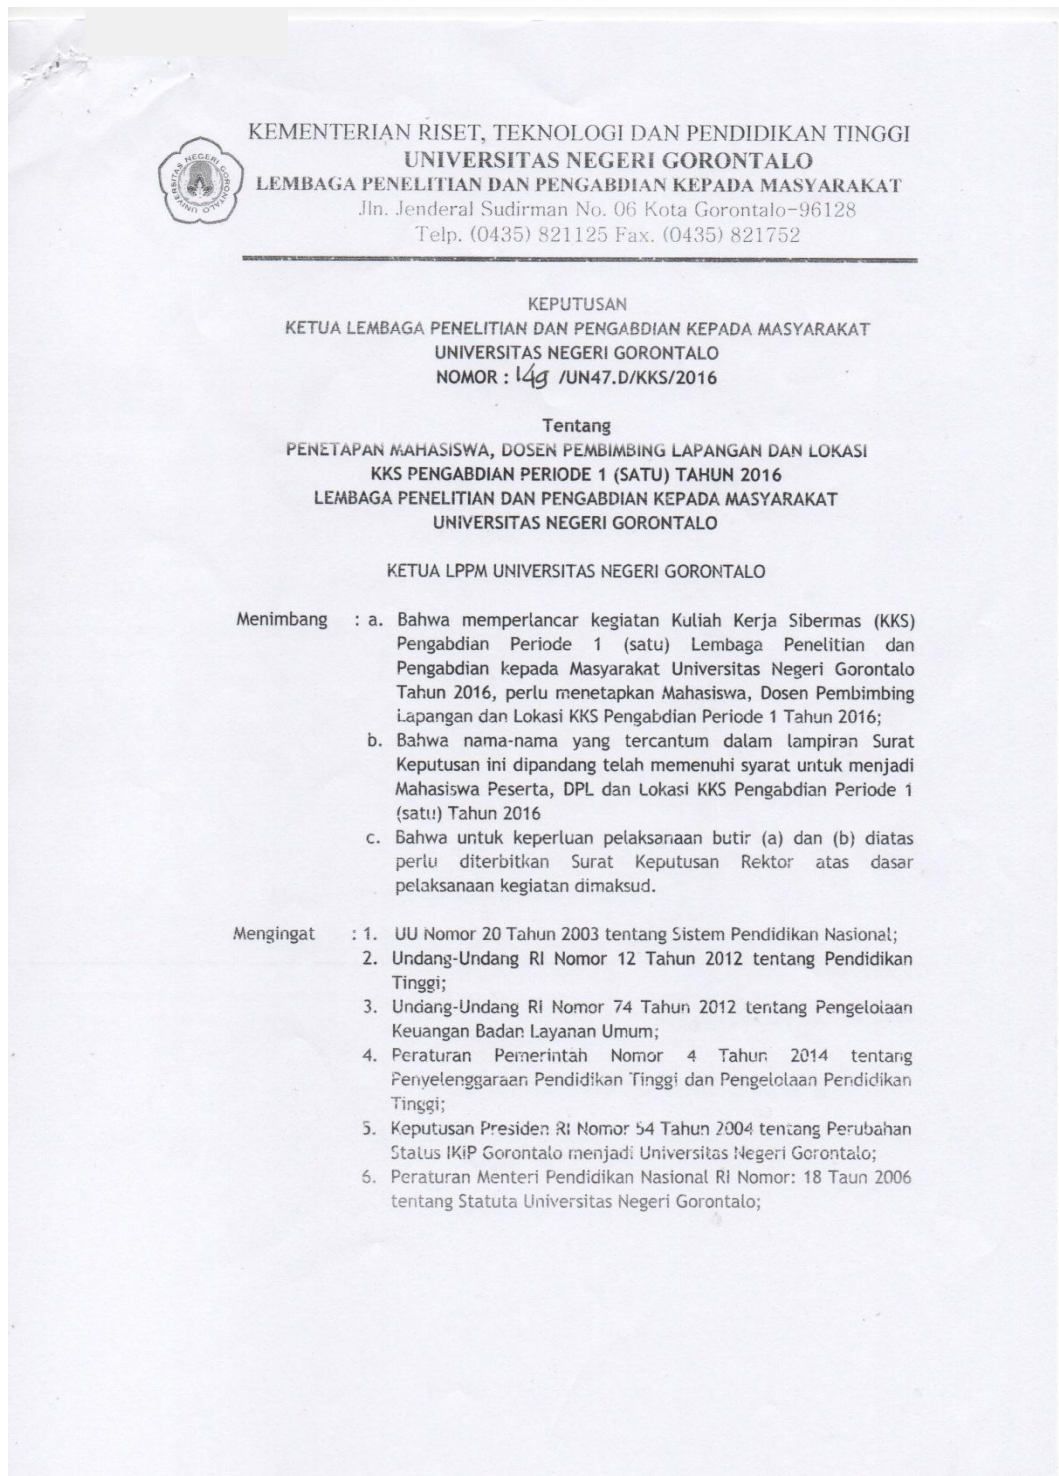 KEMENTERIAN RISET, TEKNOLOGI DAN PENDIDIKAN TINGGI
UNIVERSITAS NEGERI GORONTALO
LEMBAGA PENELITIAN DAN PENGABDIAN KEPADA MASYARAKAT
Jln. Jenderal Sudirman No. 06 Kota Gorontalo-96128
Telp. (0435) 821125 Fax. (0435) 821752
UNIVERSITAS NEGERI GORONTALO
KEPUTUSAN
KETUA LEMBAGA PENELITIAN DAN PENGABDIAN KEPADA MASYARAKAT
UNIVERSITAS NEGERI GORONTALO
NOMOR : 149 /UN47.D/KKS/2016
Tentang
PENETAPAN MAHASISWA, DOSEN PEMBIMBING LAPANGAN DAN LOKASI
KKS PENGABDIAN PERIODE 1 (SATU) TAHUN 2016
LEMBAGA PENELITIAN DAN PENGABDIAN KEPADA MASYARAKAT
UNIVERSITAS NEGERI GORONTALO
KETUA LPPM UNIVERSITAS NEGERI GORONTALO
Menimbang : a. Bahwa memperlancar kegiatan Kuliah Kerja Sibermas (KKS)
Pengabdian Periode 1 (satu) Lembaga Penelitian dan
Pengabdian kepada Masyarakat Universitas Negeri Gorontalo
Tahun 2016, perlu menetapkan Mahasiswa, Dosen Pembimbing
Lapangan dan Lokasi KKS Pengabdian Periode 1 Tahun 2016;
b. Bahwa nama-nama yang tercantum dalam lampiran Surat
Keputusan ini dipandang telah memenuhi syarat untuk menjadi
Mahasiswa Peserta, DPL dan Lokasi KKS Pengabdian Periode 1
(satu) Tahun 2016
c. Bahwa untuk keperluan pelaksanaan butir (a) dan (b) diatas
perlu diterbitkan Surat Keputusan Rektor atas dasar
pelaksanaan kegiatan dimaksud.
Mengingat : 1. UU Nomor 20 Tahun 2003 tentang Sistem Pendidikan Nasional;
2. Undang-Undang RI Nomor 12 Tahun 2012 tentang Pendidikan
Tinggi;
3. Undang-Undang RI Nomor 74 Tahun 2012 tentang Pengelolaan
Keuangan Badan Layanan Umum;
4. Peraturan Pemerintah Nomor 4 Tahun 2014 tentang
Penyelenggaraan Pendidikan Tinggi dan Pengelolaan Pendidikan
Tinggi;
5. Keputusan Presiden RI Nomor 54 Tahun 2004 tentang Perubahan
Status IKIP Gorontalo menjadi Universitas Negeri Gorontalo;
6. Peraturan Menteri Pendidikan Nasional RI Nomor: 18 Taun 2006
tentang Statuta Universitas Negeri Gorontalo;